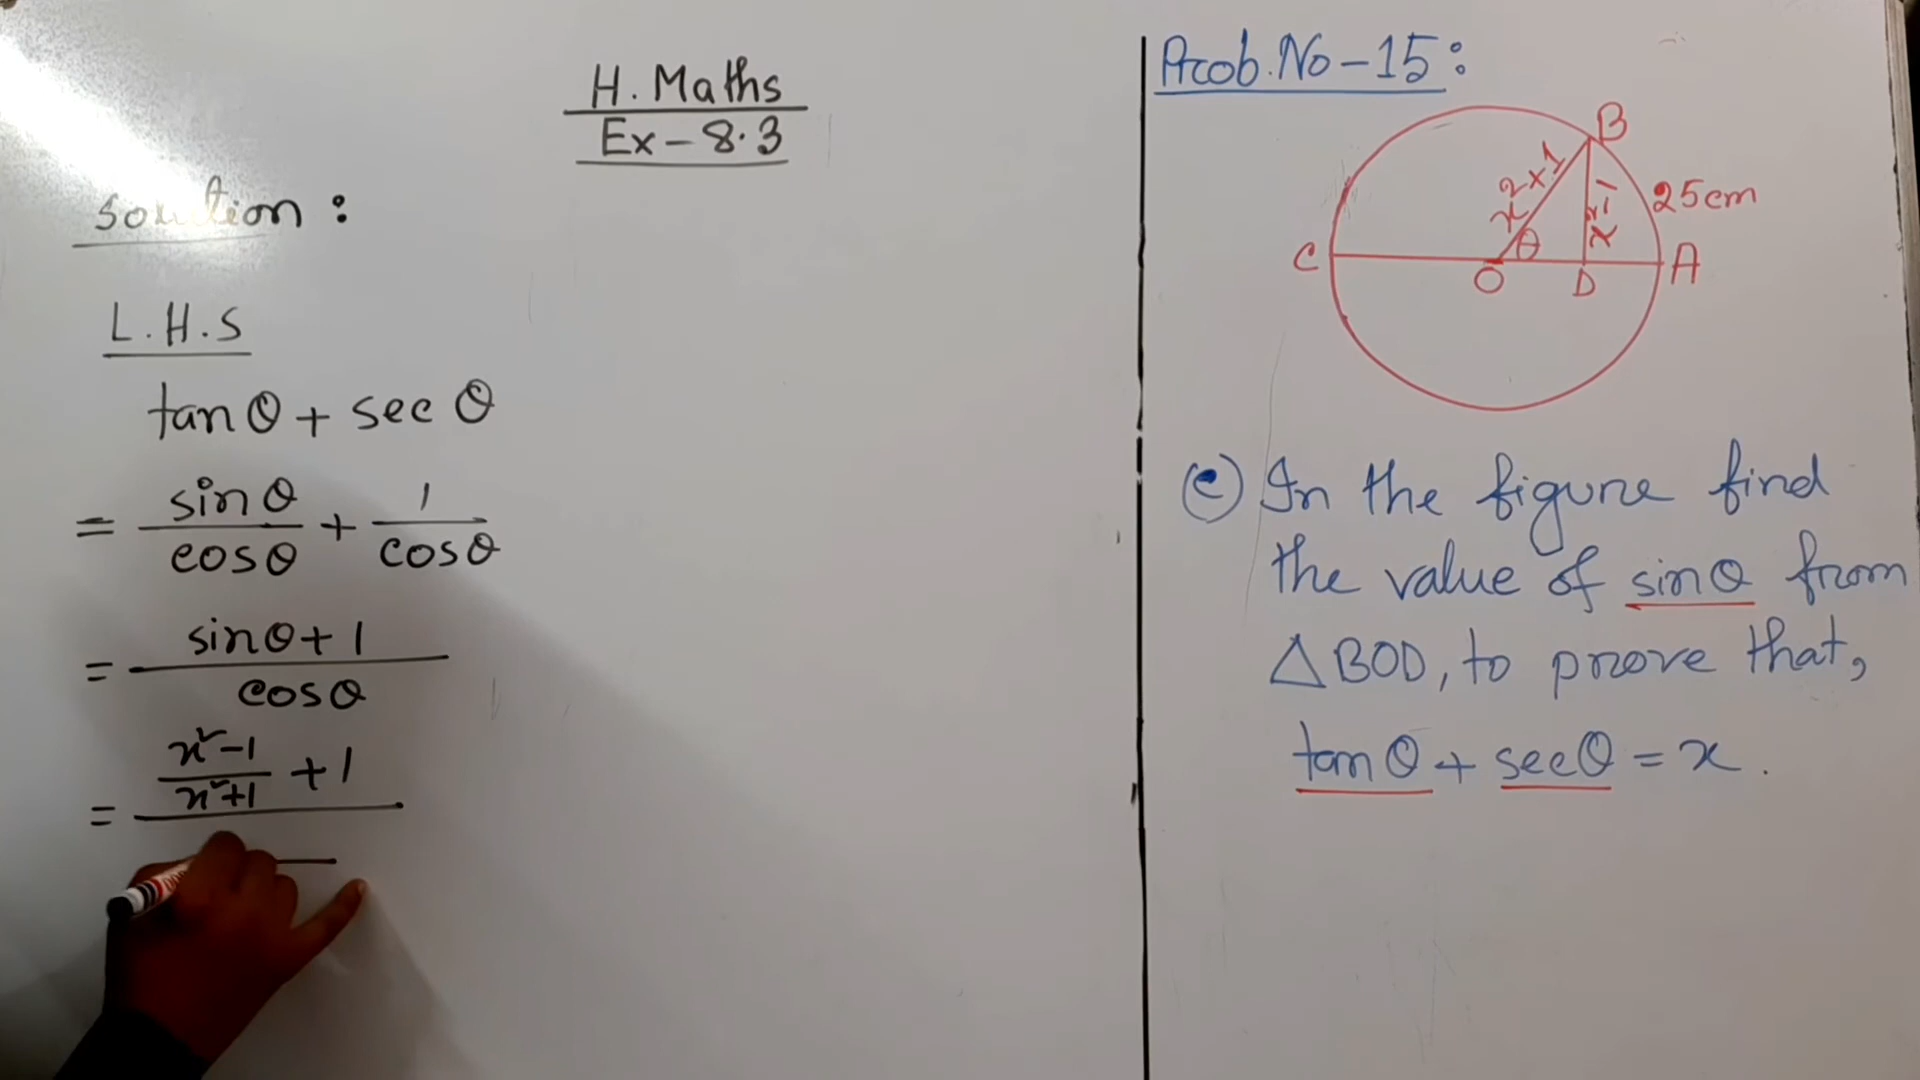 H. Maths
Ex - 8.3
Solution :
L.H.S
tanθ + sec θ
= sinθ/cosθ + 1/cosθ
= (sinθ + 1)/cosθ
= ((x²-1)/(x²+1) + 1)/
Prob. No - 15 :
B
x²+1
x²-1
25cm
C
θ
A
O
D
(c) In the figure find
the value of sinθ from
△BOD, to prove that,
tanθ + secθ = x.